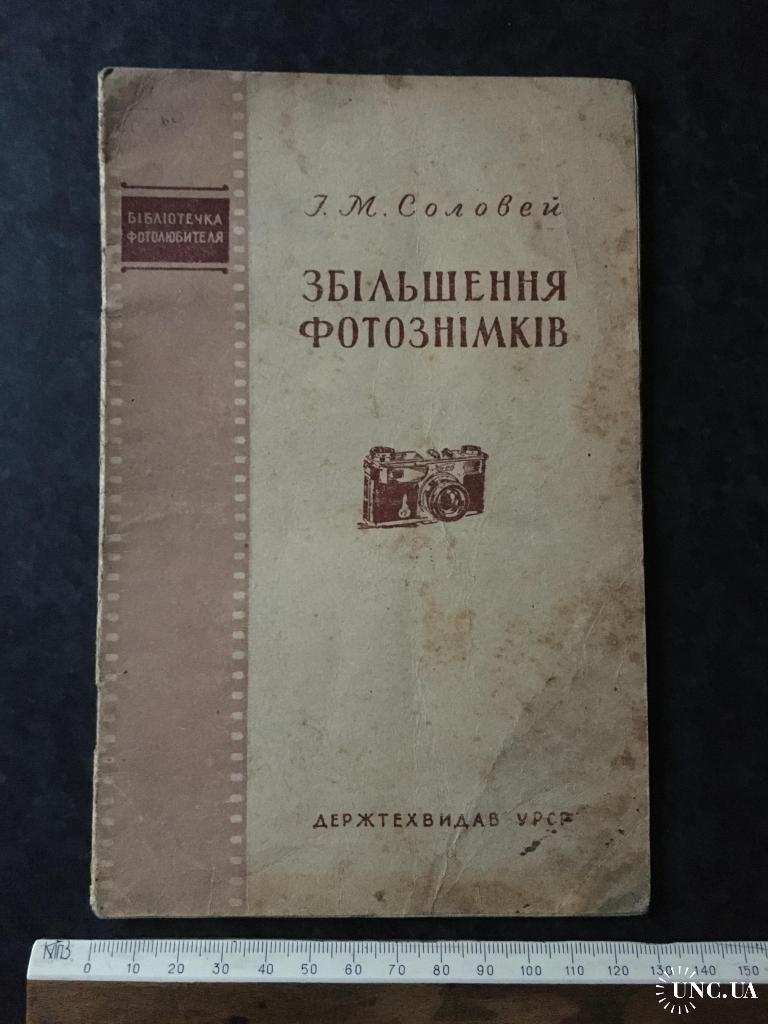 БІБЛІОТЕЧКА
ФОТОЛЮБИТЕЛЯ
І. М. Соловей
ЗБІЛЬШЕННЯ
ФОТОЗНІМКІВ
ДЕРЖТЕХВИДАВ УРСР
МПЗ 0 10 20 30 40 50 60 70 80 90 100 110 120 130 140 150
UNC.UA